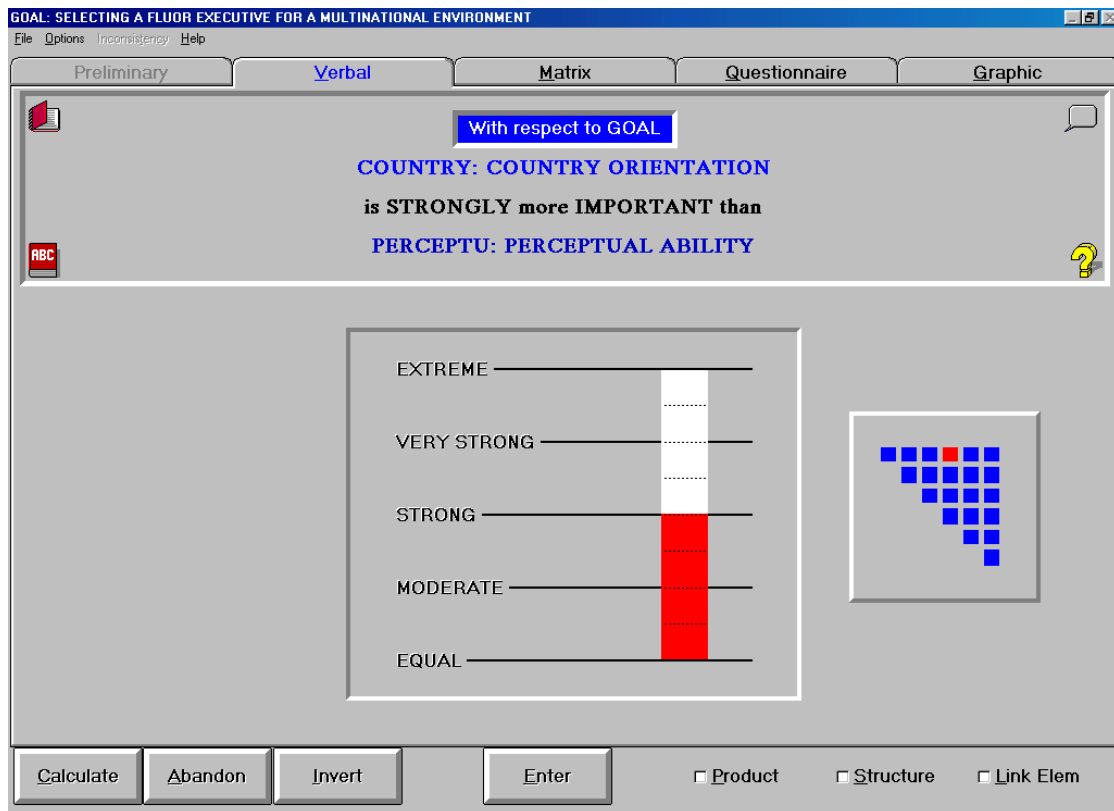 GOAL: SELECTING A FLUOR EXECUTIVE FOR A MULTINATIONAL ENVIRONMENT
File Options Inconsistency Help
Preliminary Verbal Matrix Questionnaire Graphic
With respect to GOAL
COUNTRY: COUNTRY ORIENTATION
is STRONGLY more IMPORTANT than
PERCEPTU: PERCEPTUAL ABILITY
ABC
EXTREME
VERY STRONG
STRONG
MODERATE
EQUAL
Calculate Abandon Invert Enter Product Structure Link Elem